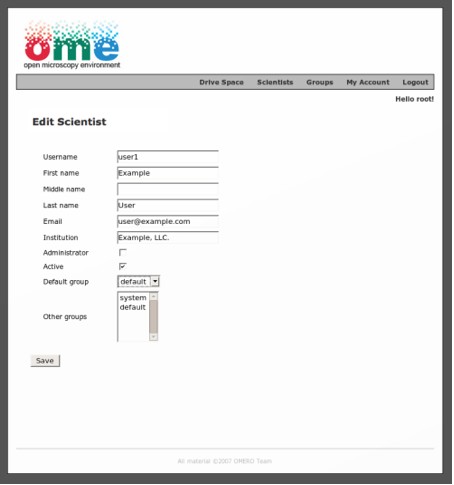 ome
open microscopy environment
Drive Space Scientists Groups My Account Logout
Hello root!
Edit Scientist
Username user1
First name Example
Middle name
Last name User
Email user@example.com
Institution Example, LLC.
Administrator
Active
Default group default
Other groups system
default
Save
All material ©2007 OMERO Team